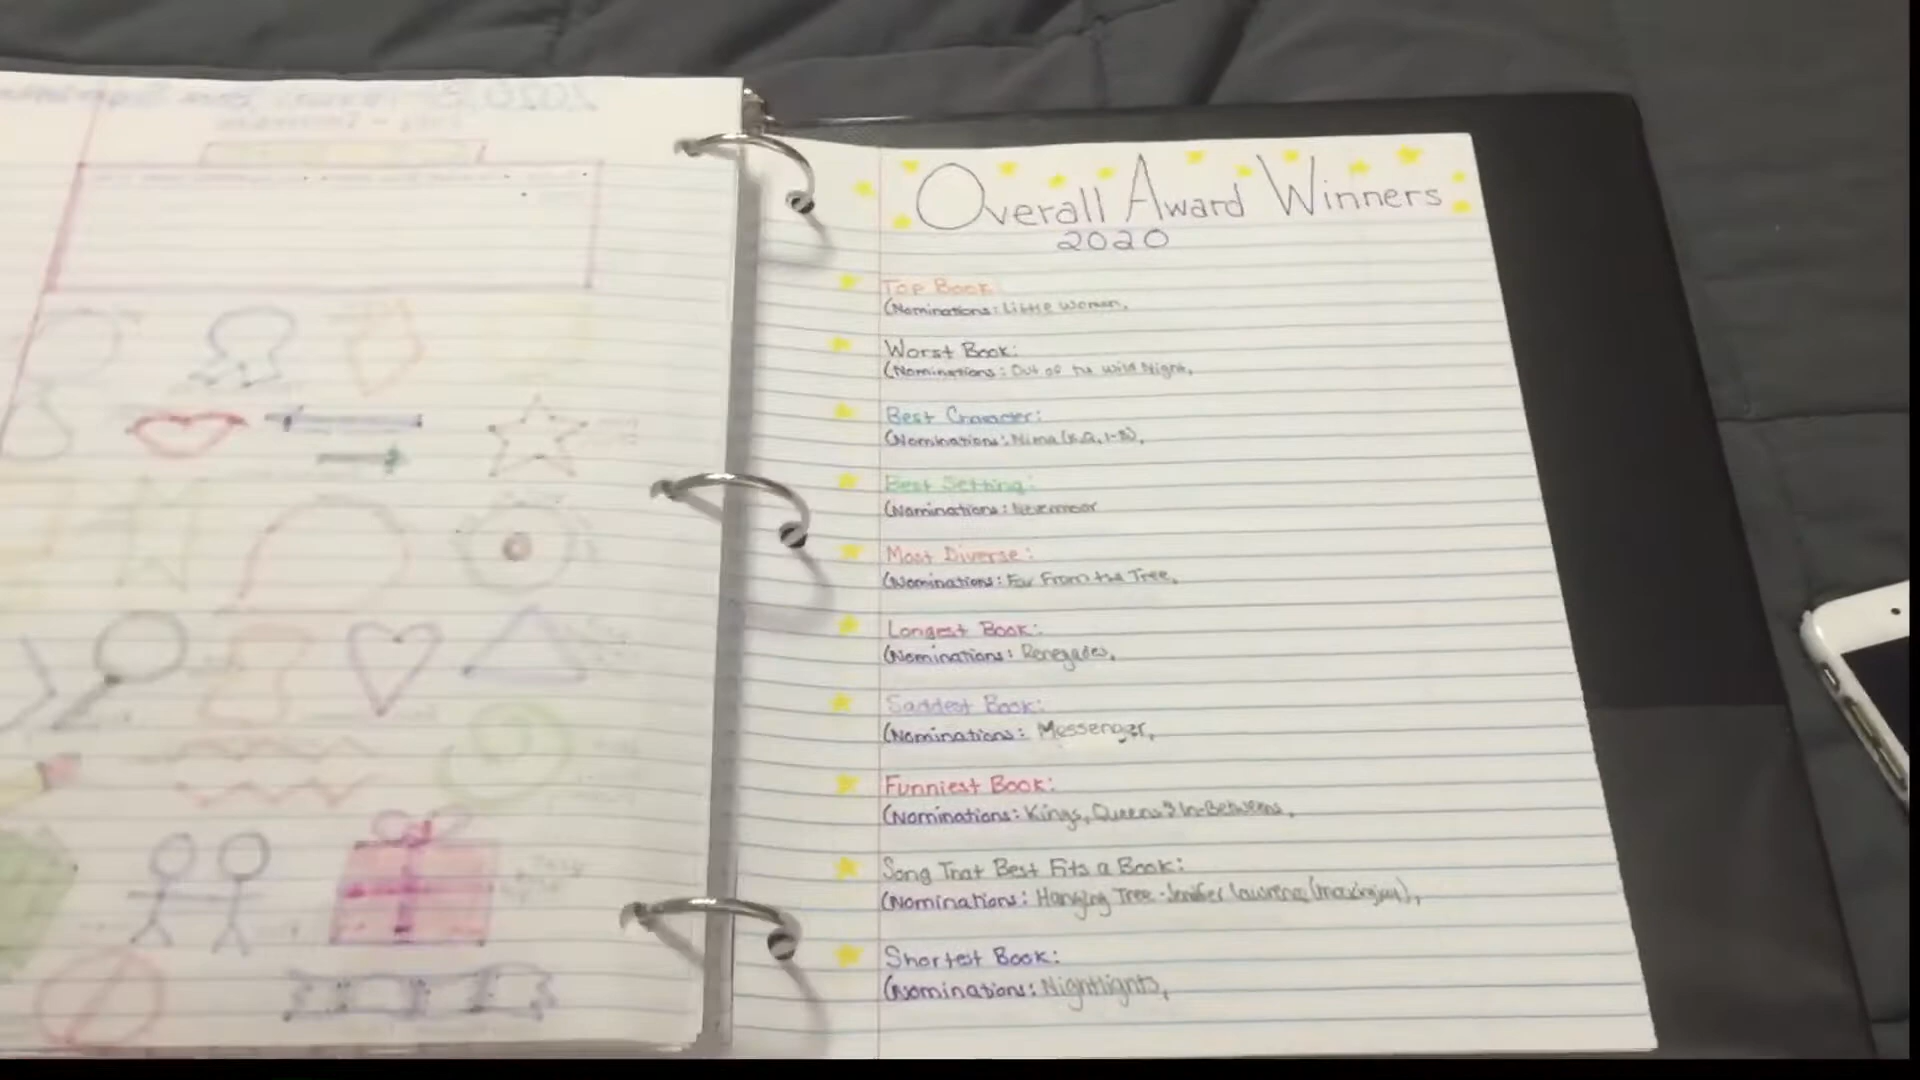 Overall Award Winners
2020
Top Book:
(Nominations: Little Women,
Worst Book:
(Nominations: Out of the Wild Night,
Best Character:
(Nominations: Nima
Best Setting:
(Nominations: Nevermoor
Most Diverse:
(Nominations: Far From the Tree,
Longest Book:
(Nominations: Renegades,
Saddest Book:
(Nominations: Messenger,
Funniest Book:
(Nominations: Kings, Queens & In-Betweens,
Song That Best Fits a Book:
(Nominations: Hanging Tree -
Shortest Book:
(Nominations: Nightlights,